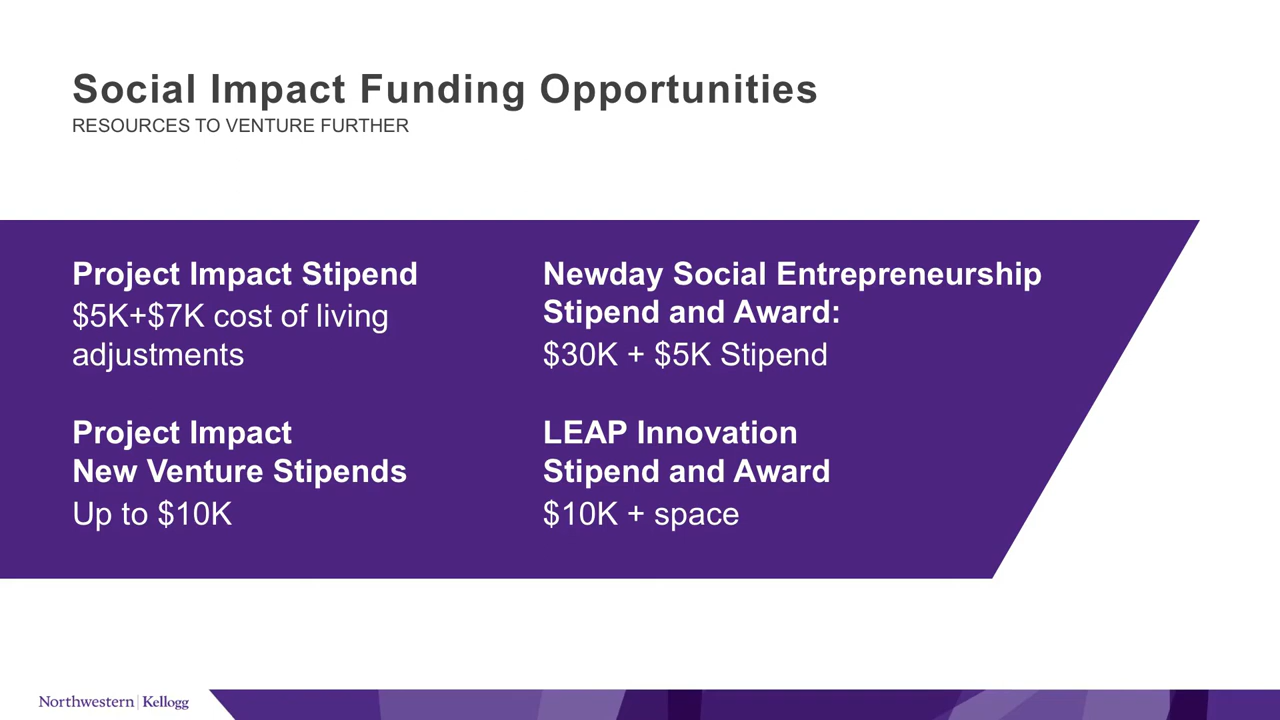 Social Impact Funding Opportunities
RESOURCES TO VENTURE FURTHER
Project Impact Stipend
$5K+$7K cost of living
adjustments
Project Impact
New Venture Stipends
Up to $10K
Newday Social Entrepreneurship
Stipend and Award:
$30K + $5K Stipend
LEAP Innovation
Stipend and Award
$10K + space
Northwestern | Kellogg